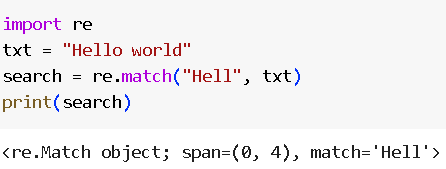 import re
txt = "Hello world"
search = re.match("Hell", txt)
print(search)
<re.Match object; span=(0, 4), match='Hell'>